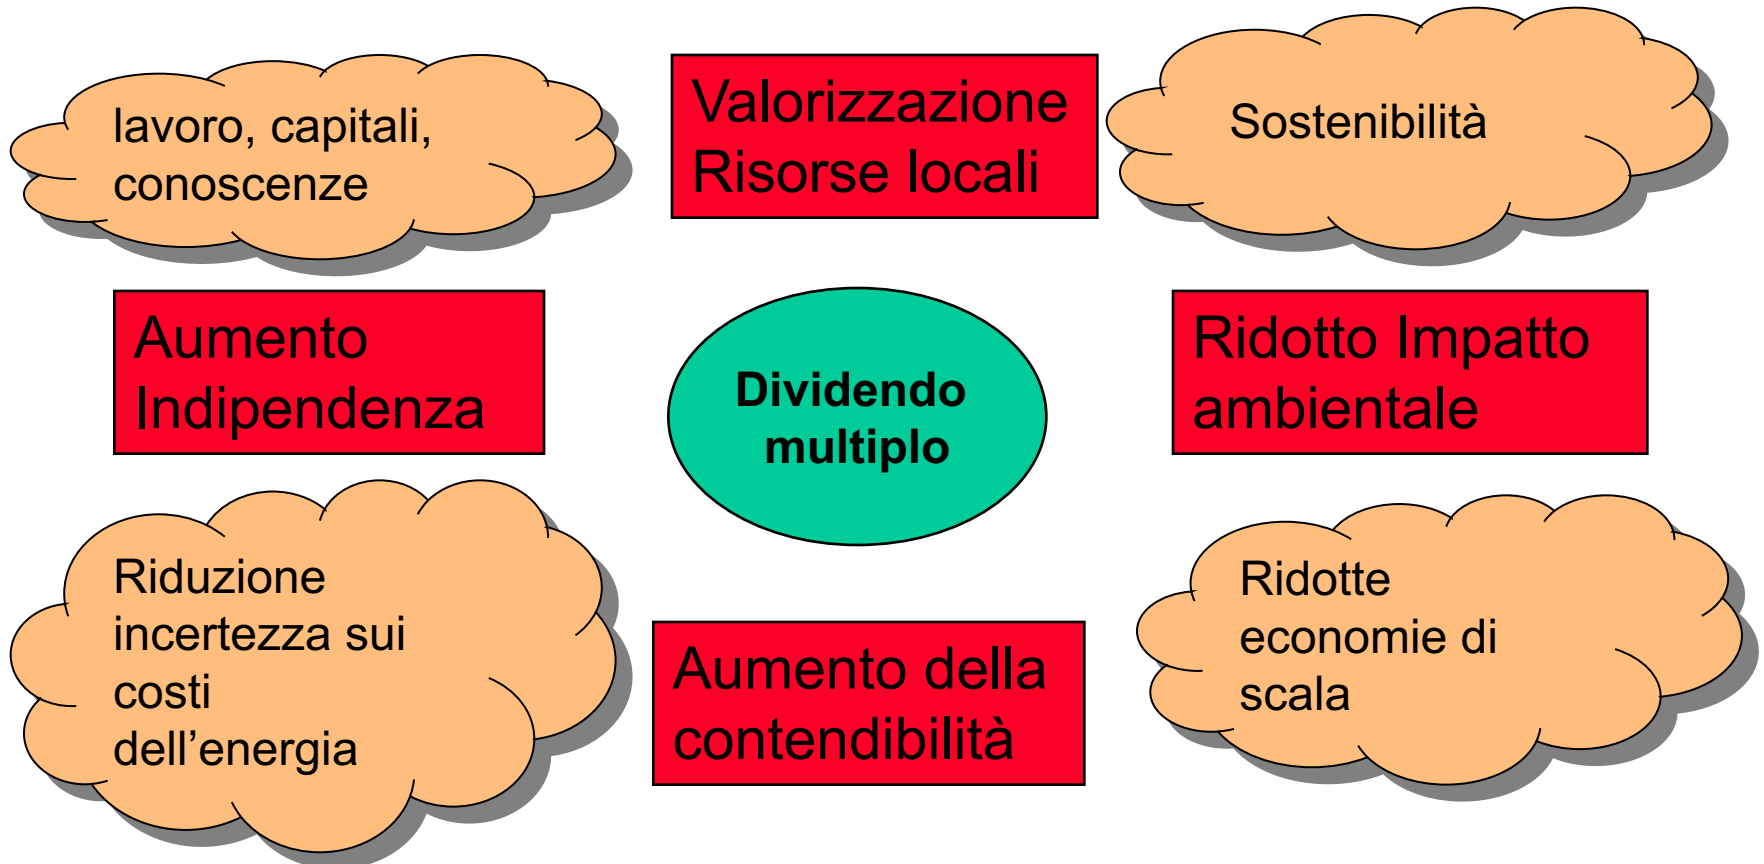 lavoro, capitali,
conoscenze
Valorizzazione
Risorse locali
Sostenibilità
Aumento
Indipendenza
Dividendo
multiplo
Ridotto Impatto
ambientale
Riduzione
incertezza sui
costi
dell’energia
Aumento della
contendibilità
Ridotte
economie di
scala